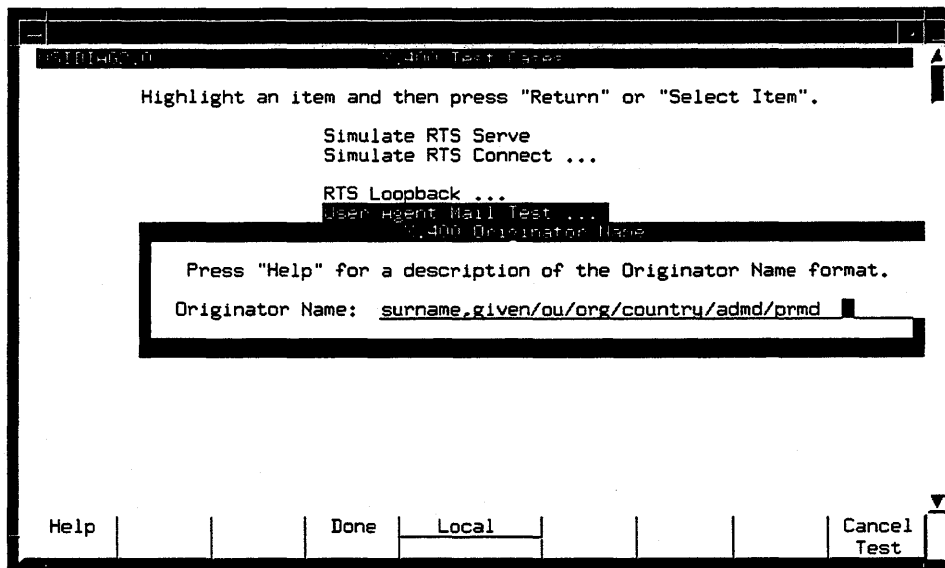 OSIDIAG2.0 X.400 Test Cases
Highlight an item and then press "Return" or "Select Item".
Simulate RTS Serve
Simulate RTS Connect ...
RTS Loopback ...
User Agent Mail Test ...
X.400 Originator Name
Press "Help" for a description of the Originator Name format.
Originator Name: surname,given/ou/org/country/admd/prmd
Help Done Local Cancel
Test